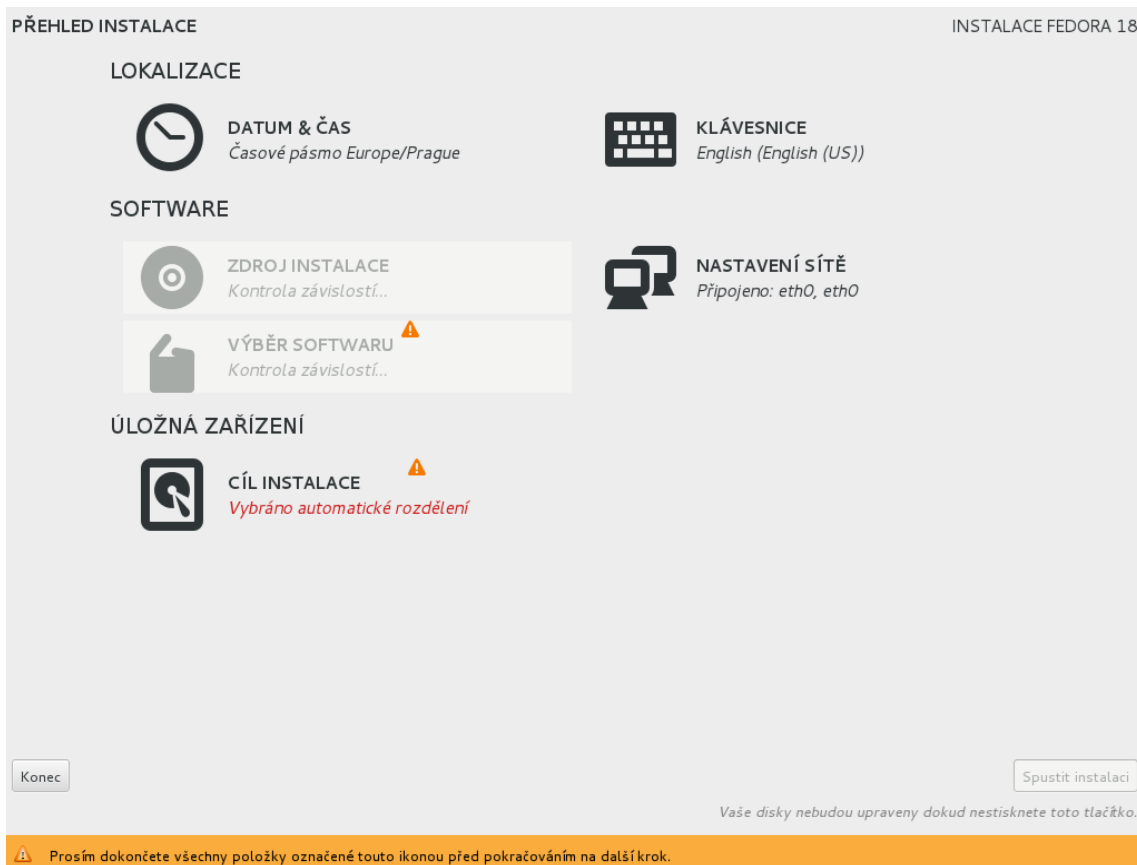 PŘEHLED INSTALACE
INSTALACE FEDORA 18
LOKALIZACE
DATUM & ČAS
Časové pásmo Europe/Prague
KLÁVESNICE
English (English (US))
SOFTWARE
ZDROJ INSTALACE
Kontrola závislostí...
NASTAVENÍ SÍTĚ
Připojeno: eth0, eth0
VÝBĚR SOFTWARU
Kontrola závislostí...
ÚLOŽNÁ ZAŘÍZENÍ
CÍL INSTALACE
Vybráno automatické rozdělení
Konec
Spustit instalaci
Vaše disky nebudou upraveny dokud nestisknete toto tlačítko.
Prosím dokončete všechny položky označené touto ikonou před pokračováním na další krok.